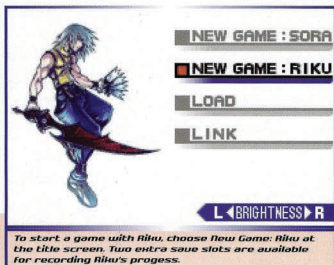 NEW GAME : SORA
NEW GAME : RIKU
LOAD
LINK
L ◀BRIGHTNESS▶ R
To start a game with Riku, choose New Game: Riku at
the title screen. Two extra save slots are available
for recording Riku's progess.